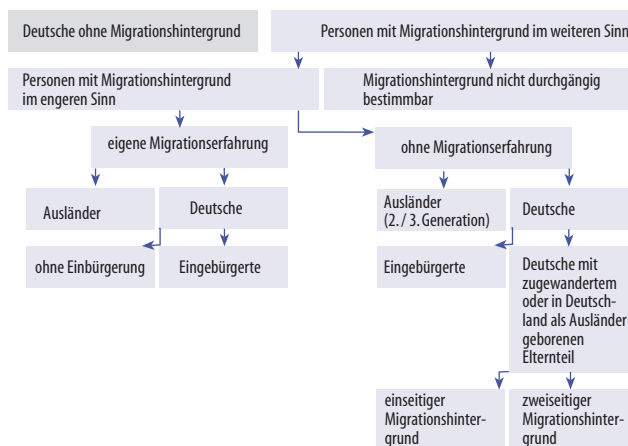 Deutsche ohne Migrationshintergrund
Personen mit Migrationshintergrund im weiteren Sinn
Personen mit Migrationshintergrund
im engeren Sinn
Migrationshintergrund nicht durchgängig
bestimmbar
eigene Migrationserfahrung
ohne Migrationserfahrung
Ausländer
Deutsche
Ausländer
(2. / 3. Generation)
Deutsche
ohne Einbürgerung
Eingebürgerte
Eingebürgerte
Deutsche mit
zugewandertem
oder in Deutsch-
land als Ausländer
geborenen
Elternteil
einseitiger
Migrationshinter-
grund
zweiseitiger
Migrationshinter-
grund